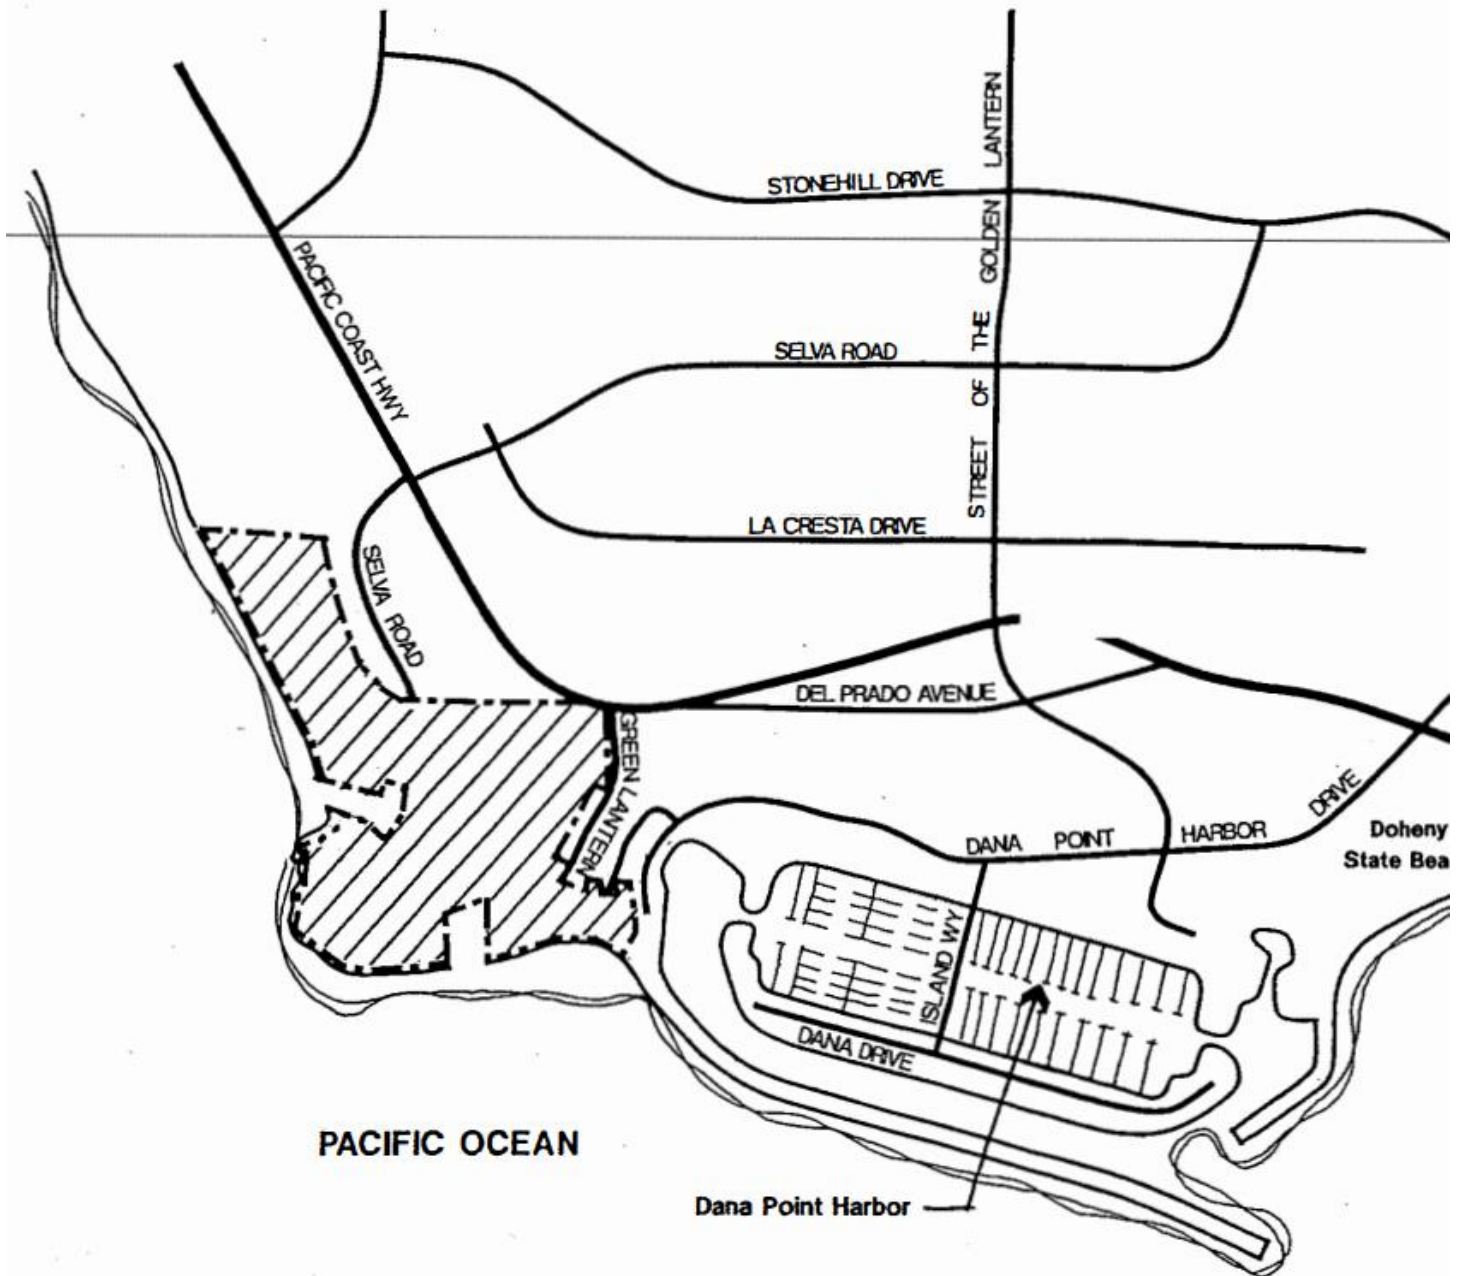 STONEHILL DRIVE
STREET OF THE GOLDEN LANTERN
PACIFIC COAST HWY
SELVA ROAD
LA CRESTA DRIVE
SELVA ROAD
DEL PRADO AVENUE
GREEN LANTERN
DANA POINT HARBOR DRIVE
Doheny
State Bea
ISLAND WY
DANA DRIVE
PACIFIC OCEAN
Dana Point Harbor